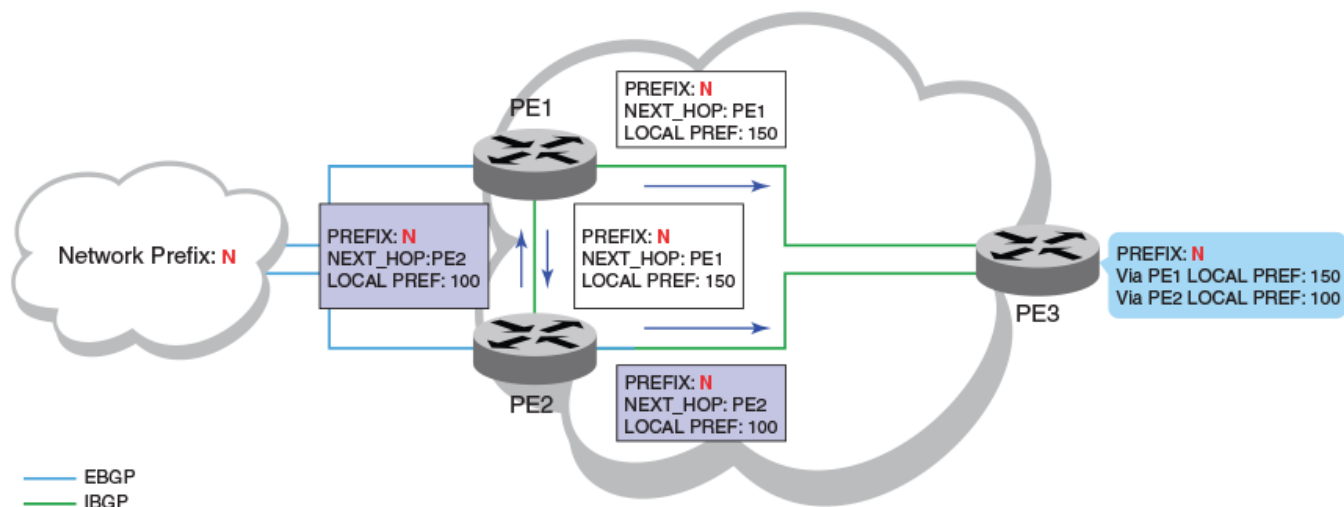 PREFIX: N
NEXT_HOP: PE1
LOCAL PREF: 150
PE1
Network Prefix: N
PREFIX: N
NEXT_HOP:PE2
LOCAL PREF: 100
PREFIX: N
NEXT_HOP: PE1
LOCAL PREF: 150
PE3
PREFIX: N
Via PE1 LOCAL PREF: 150
Via PE2 LOCAL PREF: 100
PE2
PREFIX: N
NEXT_HOP: PE2
LOCAL PREF: 100
EBGP
IBGP